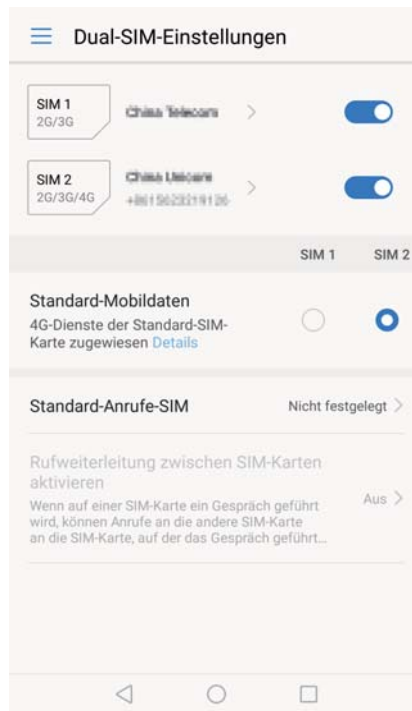 Dual-SIM-Einstellungen
SIM 1
2G/3G
China Telecom
SIM 2
2G/3G/4G
China Unicom
SIM 1 SIM 2
Standard-Mobildaten
4G-Dienste der Standard-SIM-
Karte zugewiesen Details
Standard-Anrufe-SIM
Nicht festgelegt
Rufweiterleitung zwischen SIM-Karten
aktivieren
Wenn auf einer SIM-Karte ein Gespräch geführt
wird, können Anrufe an die andere SIM-Karte
an die SIM-Karte, auf der das Gespräch geführt...
Aus